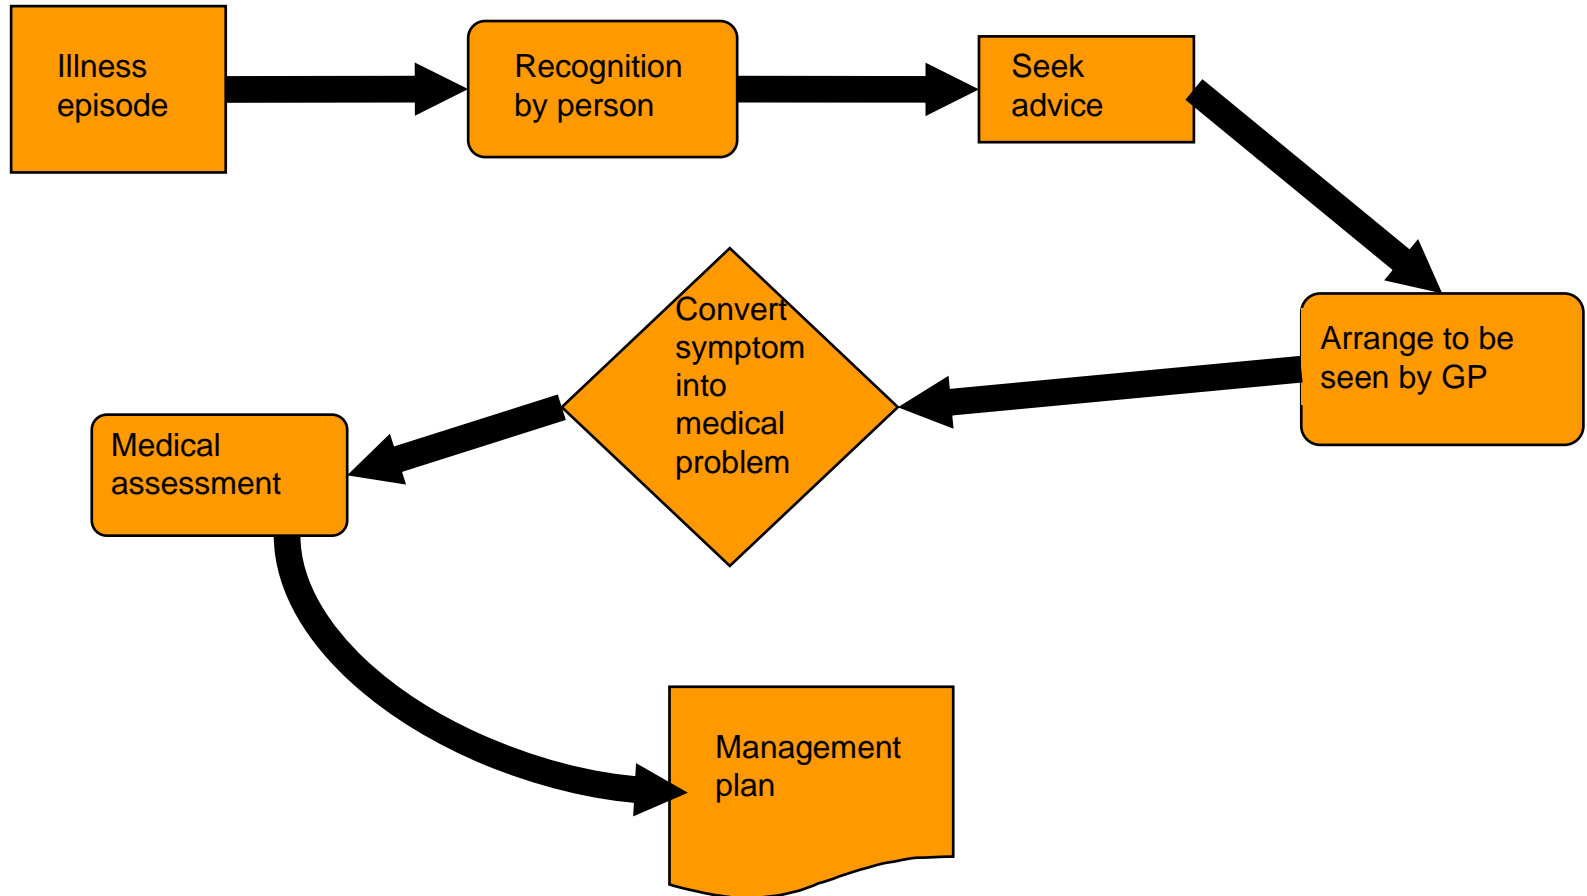 Illness
episode
Recognition
by person
Seek
advice
Arrange to be
seen by GP
Convert
symptom
into
medical
problem
Medical
assessment
Management
plan